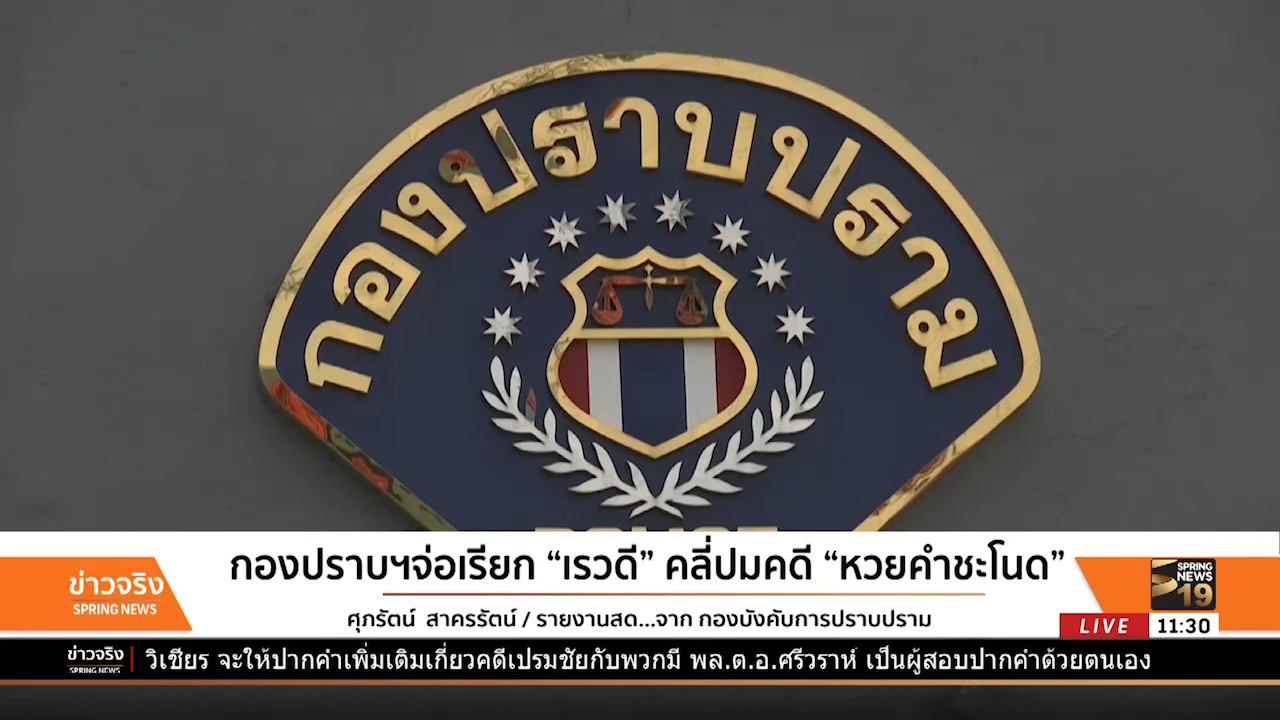 กองปราบปราม
กองปราบฯจ่อเรียก “เรวดี” คลี่ปมคดี “หวยคำชะโนด”
ข่าวจริง
SPRING NEWS
ศุภรัตน์ สาครรัตน์ / รายงานสด...จาก กองบังคับการปราบปราม
SPRING
NEWS
19
LIVE 11:30
ข่าวจริง
SPRING NEWS
วิเชียร จะให้ปากคำเพิ่มเติมเกี่ยวคดีเปรมชัยกับพวกมี พล.ต.อ.ศรีวราห์ เป็นผู้สอบปากคำด้วยตนเอง